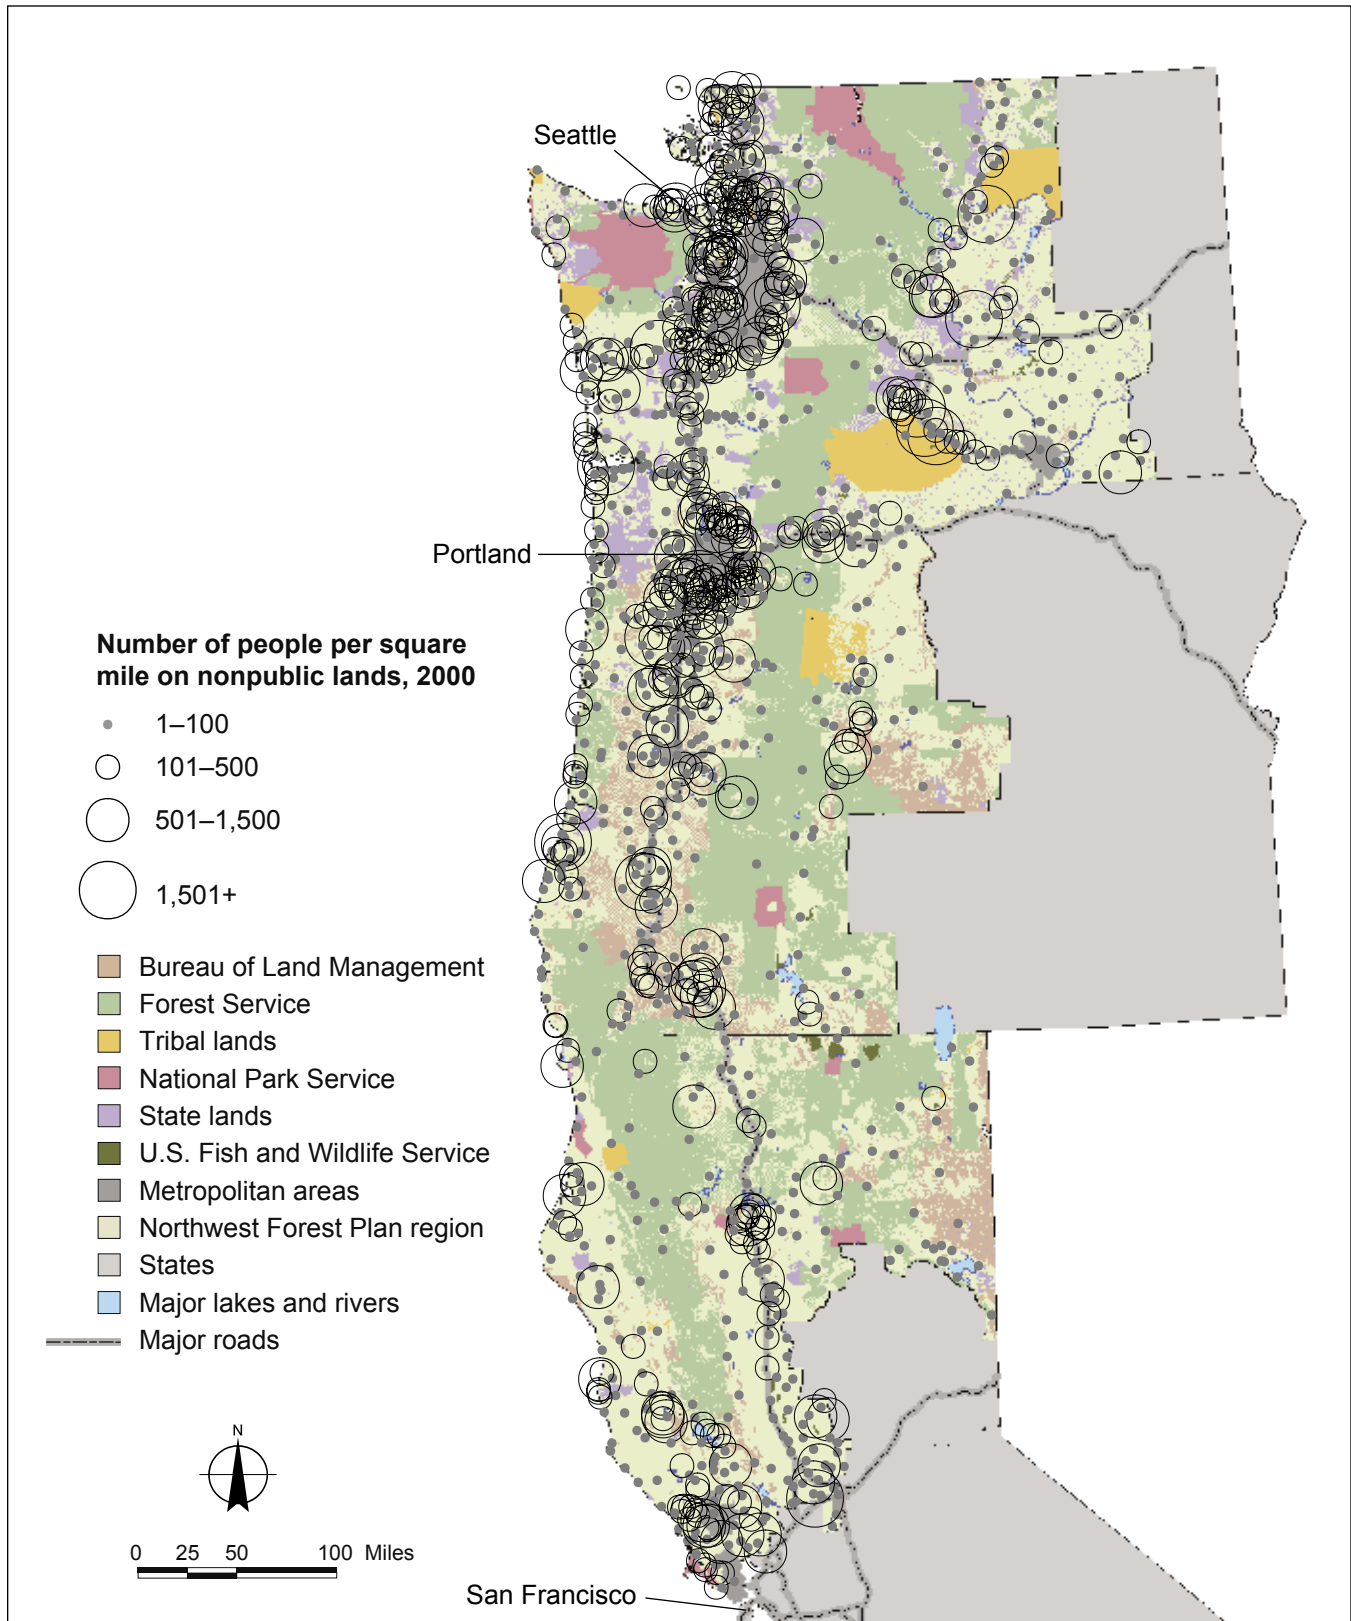 Seattle
Portland
Number of people per square
mile on nonpublic lands, 2000
1–100
101–500
501–1,500
1,501+
Bureau of Land Management
Forest Service
Tribal lands
National Park Service
State lands
U.S. Fish and Wildlife Service
Metropolitan areas
Northwest Forest Plan region
States
Major lakes and rivers
Major roads
N
0 25 50 100 Miles
San Francisco